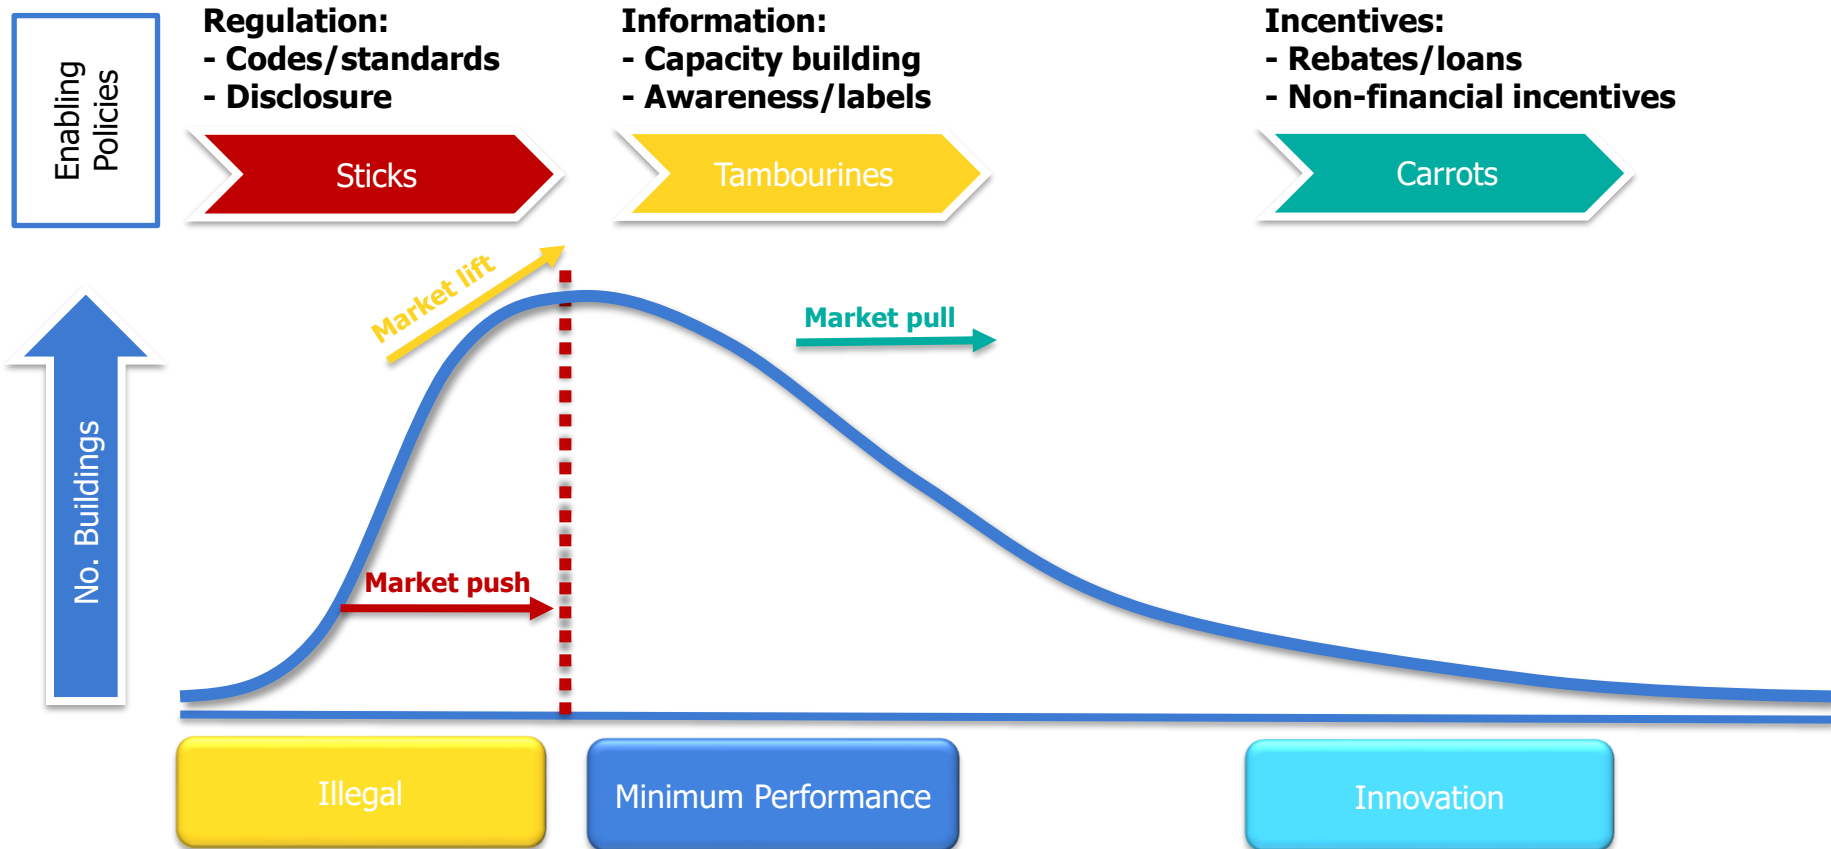 Enabling
Policies
Regulation:
- Codes/standards
- Disclosure
Information:
- Capacity building
- Awareness/labels
Incentives:
- Rebates/loans
- Non-financial incentives
Sticks
Tambourines
Carrots
Market lift
Market pull
No. Buildings
Market push
Illegal
Minimum Performance
Innovation